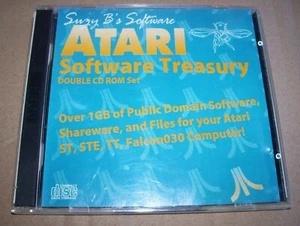 Suzy B's Software
ATARI
Software Treasury
DOUBLE CD ROM Set
Over 1GB of Public Domain Software,
Shareware, and Files for your Atari
ST, STE, TT, Falcon030 Computer!
disc